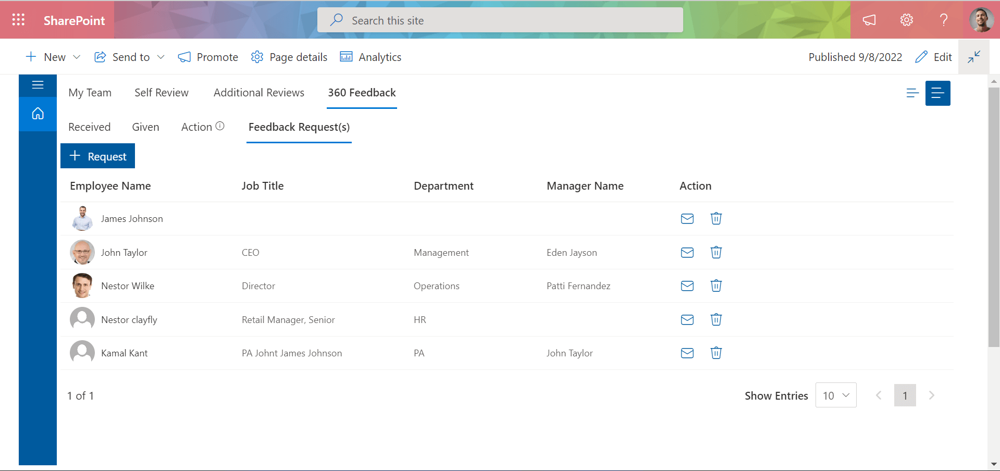 SharePoint
Search this site
New
Send to
Promote
Page details
Analytics
Published 9/8/2022
Edit
My Team
Self Review
Additional Reviews
360 Feedback
Received
Given
Action
Feedback Request(s)
Request
Employee Name Job Title Department Manager Name Action
James Johnson
John Taylor CEO Management Eden Jayson
Nestor Wilke Director Operations Patti Fernandez
Nestor clayfly Retail Manager, Senior HR
Kamal Kant PA Johnt James Johnson PA John Taylor
1 of 1
Show Entries 10 1